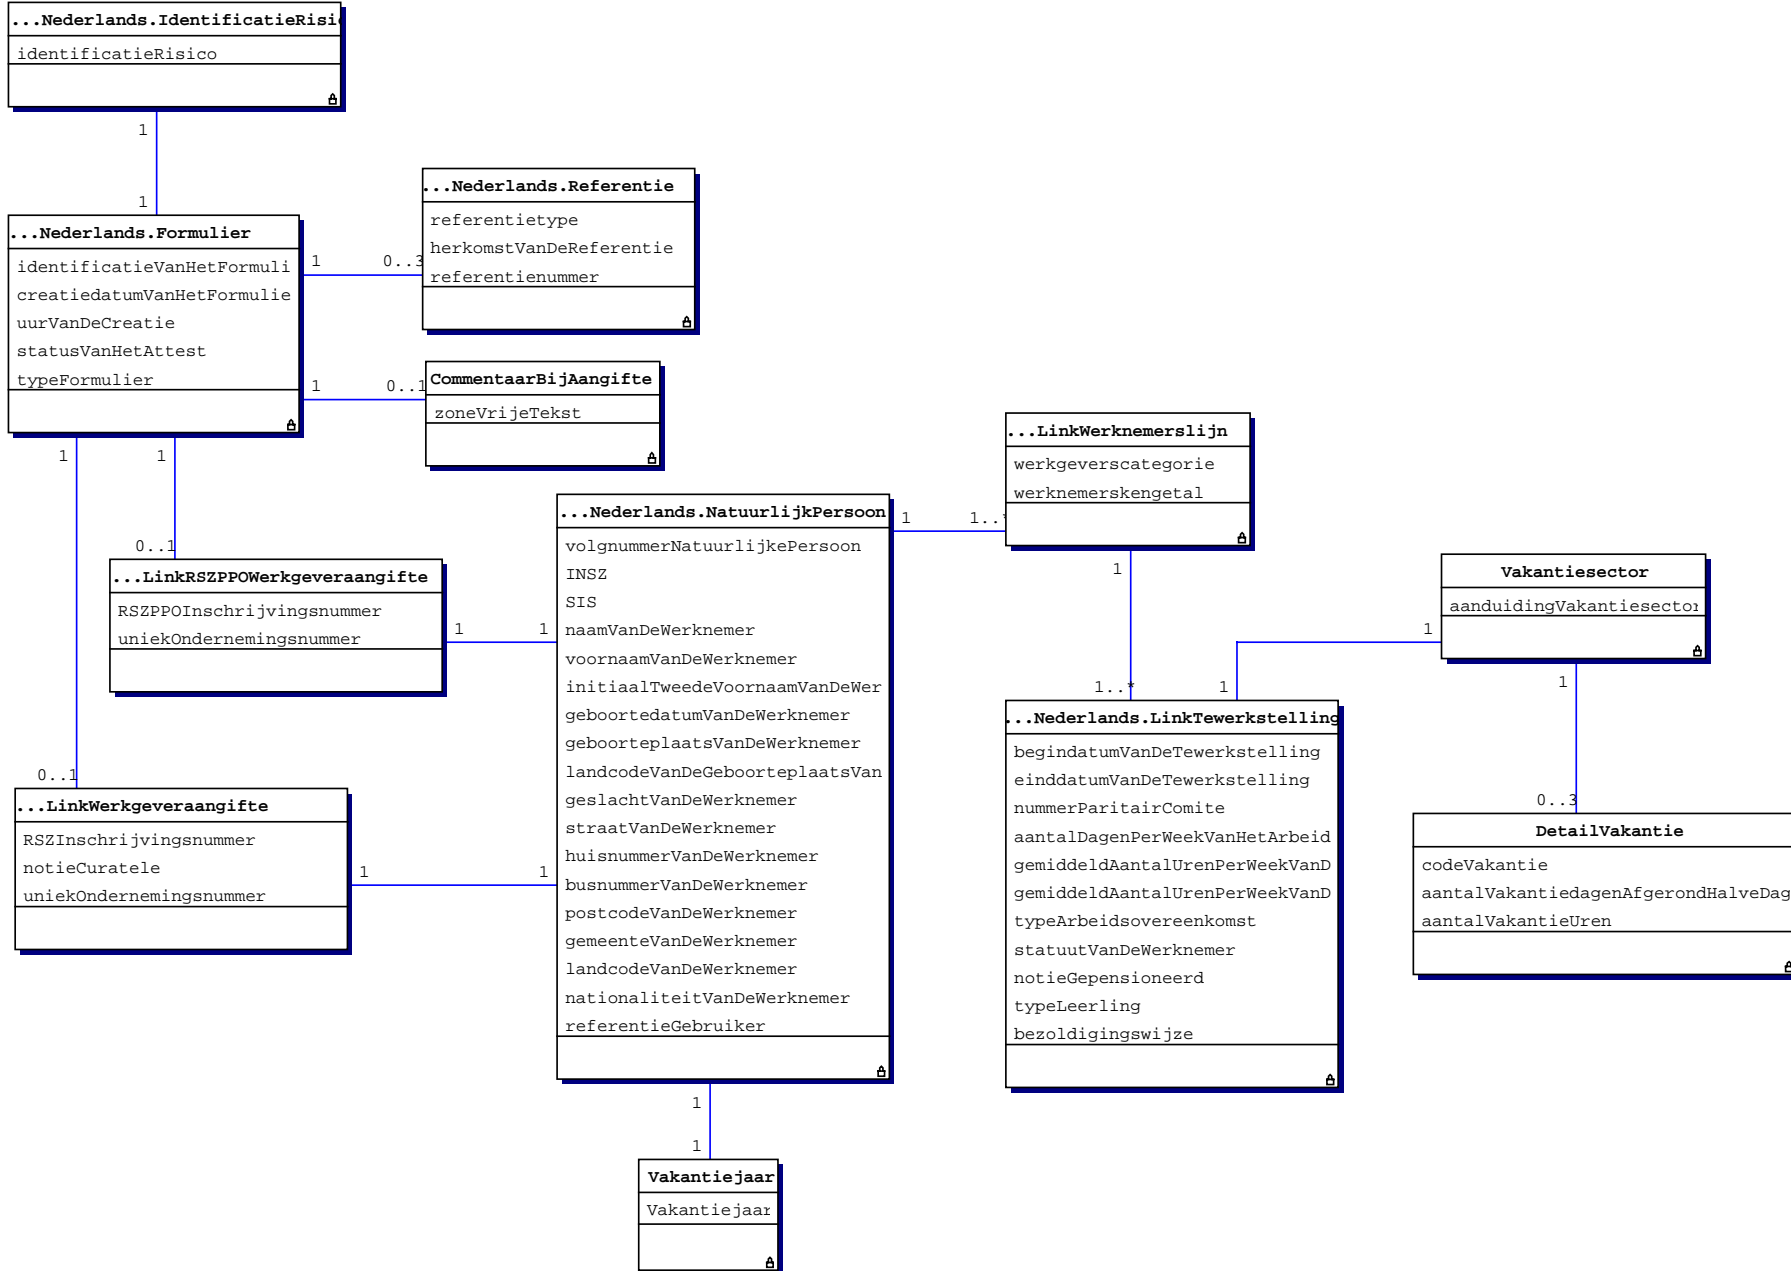 ...Nederlands.IdentificatieRisi
identificatieRisico
1
1
...Nederlands.Formulier
identificatieVanHetFormuli
creatiedatumVanHetFormulie
uurVanDeCreatie
statusVanHetAttest
typeFormulier
1
0..3
...Nederlands.Referentie
referentietype
herkomstVanDeReferentie
referentienummer
1
0..1
CommentaarBijAangifte
zoneVrijeTekst
1
1
0..1
...LinkRSZPPOWerkgeveraangifte
RSZPPOInschrijvingsnummer
uniekOndernemingsnummer
1
1
0..1
...LinkWerkgeveraangifte
RSZInschrijvingsnummer
notieCuratele
uniekOndernemingsnummer
1
1
...Nederlands.NatuurlijkPersoon
volgnummerNatuurlijkePersoon
INSZ
SIS
naamVanDeWerknemer
voornaamVanDeWerknemer
initiaalTweedeVoornaamVanDeWer
geboortedatumVanDeWerknemer
geboorteplaatsVanDeWerknemer
landcodeVanDeGeboorteplaatsVan
geslachtVanDeWerknemer
straatVanDeWerknemer
huisnummerVanDeWerknemer
busnummerVanDeWerknemer
postcodeVanDeWerknemer
gemeenteVanDeWerknemer
landcodeVanDeWerknemer
nationaliteitVanDeWerknemer
referentieGebruiker
1
1
Vakantiejaar
Vakantiejaar
1
1..*
...LinkWerknemerslijn
werkgeverscategorie
werknemerskengetal
1
1..*
1
1
...Nederlands.LinkTewerkstelling
begindatumVanDeTewerkstelling
einddatumVanDeTewerkstelling
nummerParitairComite
aantalDagenPerWeekVanHetArbeid
gemiddeldAantalUrenPerWeekVanD
gemiddeldAantalUrenPerWeekVanD
typeArbeidsovereenkomst
statuutVanDeWerknemer
notieGepensioneerd
typeLeerling
bezoldigingswijze
Vakantiesector
aanduidingVakantiesector
1
0..3
DetailVakantie
codeVakantie
aantalVakantiedagenAfgerondHalveDag
aantalVakantieUren